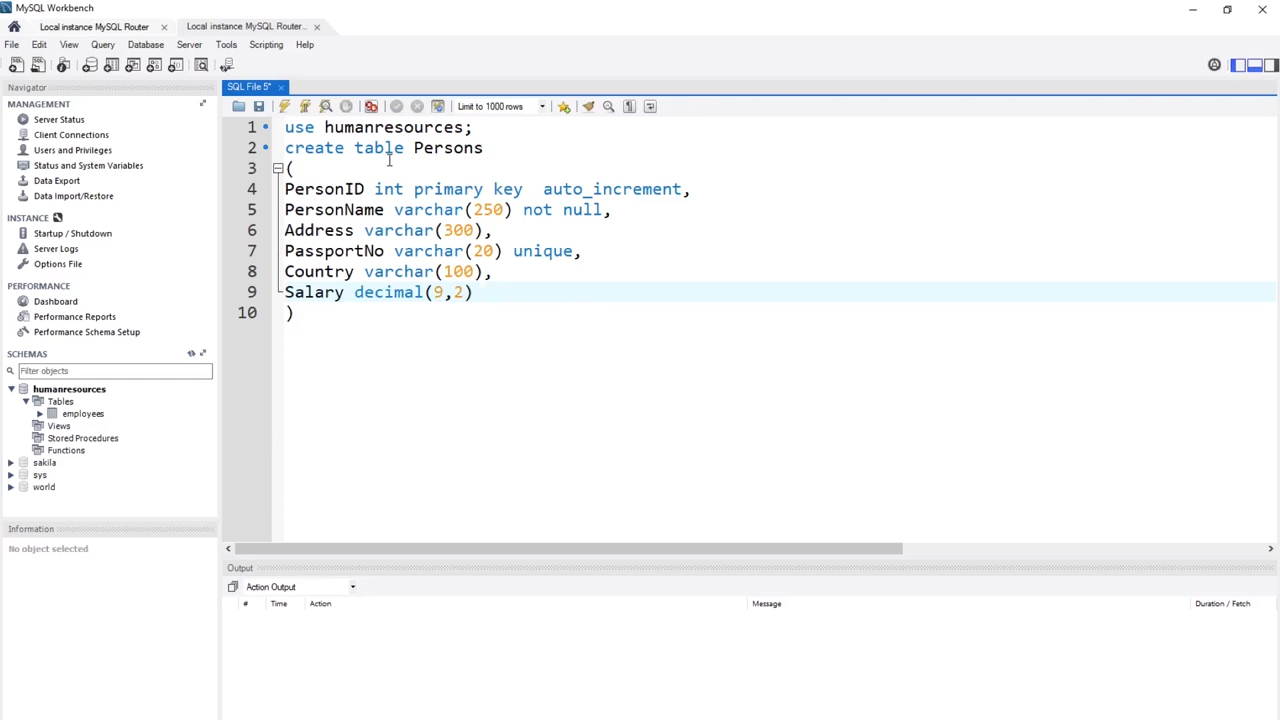 MySQL Workbench
Local instance MySQL Router × Local instance MySQL Router... ×
File Edit View Query Database Server Tools Scripting Help
Navigator
MANAGEMENT
Server Status
Client Connections
Users and Privileges
Status and System Variables
Data Export
Data Import/Restore
INSTANCE
Startup / Shutdown
Server Logs
Options File
PERFORMANCE
Dashboard
Performance Reports
Performance Schema Setup
SCHEMAS
Filter objects
humanresources
Tables
employees
Views
Stored Procedures
Functions
sakila
sys
world
Information
No object selected
SQL File 5* ×
Limit to 1000 rows
1 use humanresources;
2 create table Persons
3 (
4 PersonID int primary key  auto_increment,
5 PersonName varchar(250) not null,
6 Address varchar(300),
7 PassportNo varchar(20) unique,
8 Country varchar(100),
9 Salary decimal(9,2)
10 )
Output
Action Output
# Time Action Message Duration / Fetch